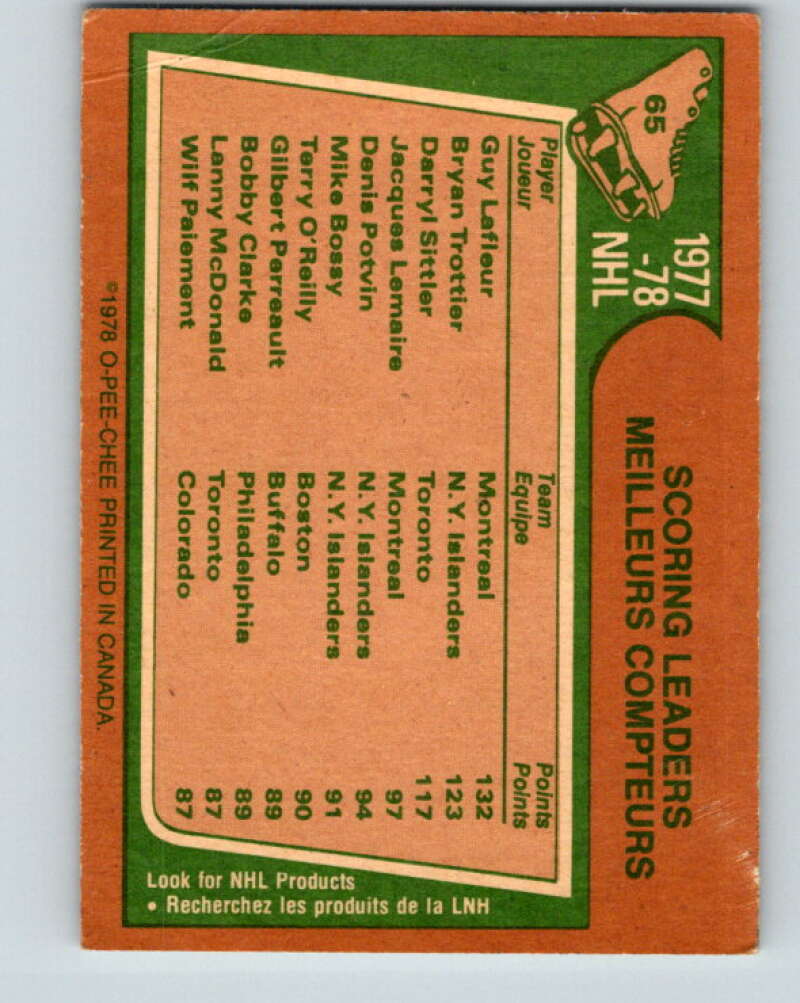 65
1977
-78
NHL
SCORING LEADERS
MEILLEURS COMPTEURS
Player Team Points
Joueur Equipe Points
Guy Lafleur Montreal 132
Bryan Trottier N.Y. Islanders 123
Darryl Sittler Toronto 117
Jacques Lemaire Montreal 97
Denis Potvin N.Y. Islanders 94
Mike Bossy N.Y. Islanders 91
Terry O'Reilly Boston 90
Gilbert Perreault Buffalo 89
Bobby Clarke Philadelphia 89
Lanny McDonald Toronto 87
Wilf Paiement Colorado 87
Look for NHL Products
• Recherchez les produits de la LNH
©1978 O-PEE-CHEE PRINTED IN CANADA.